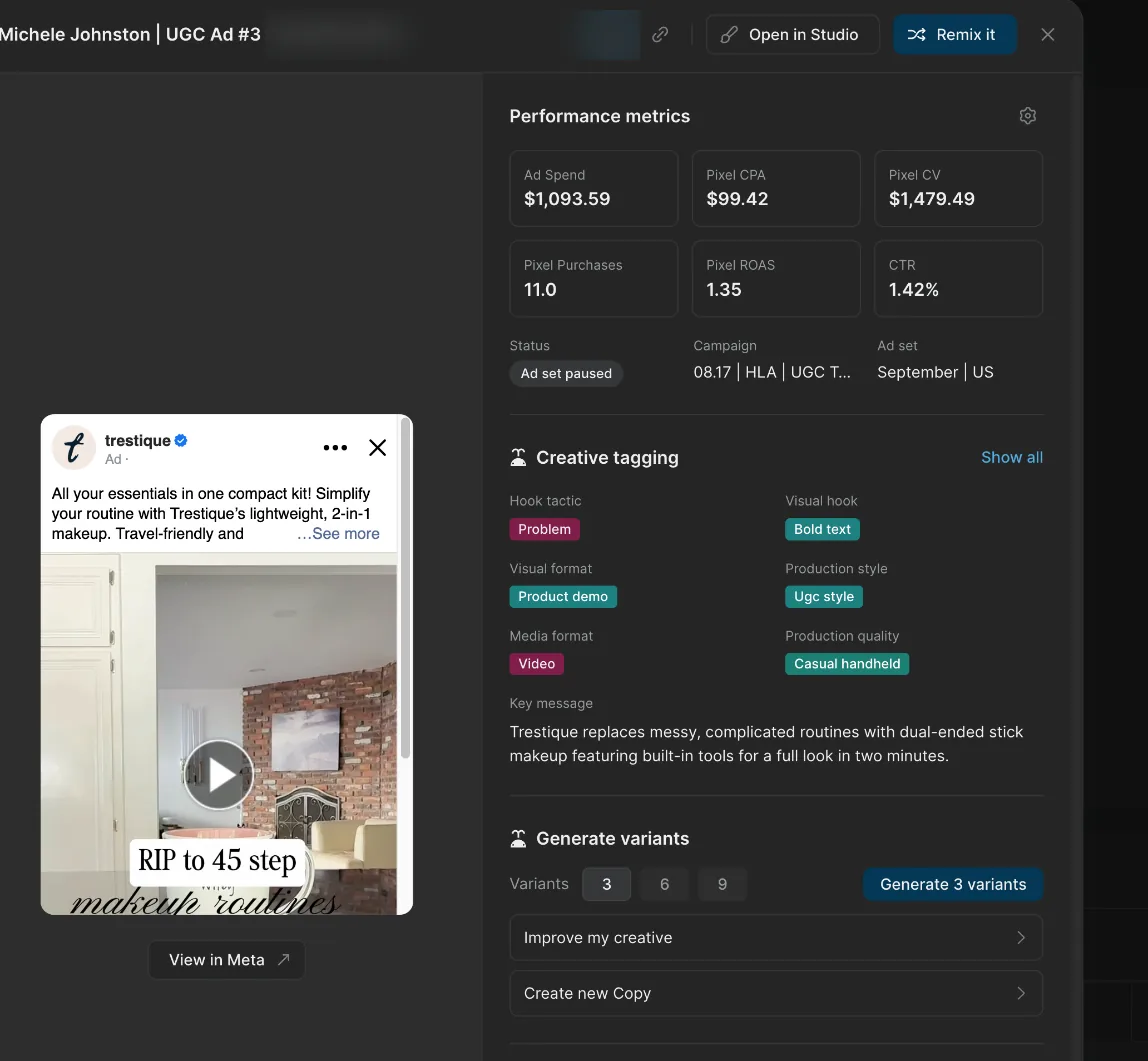 Michele Johnston | UGC Ad #3
Open in Studio
Remix it
Performance metrics
Ad Spend
$1,093.59
Pixel CPA
$99.42
Pixel CV
$1,479.49
Pixel Purchases
11.0
Pixel ROAS
1.35
CTR
1.42%
Status
Ad set paused
Campaign
08.17 | HLA | UGC T...
Ad set
September | US
Creative tagging
Show all
Hook tactic
Problem
Visual hook
Bold text
Visual format
Product demo
Production style
Ugc style
Media format
Video
Production quality
Casual handheld
Key message
Trestique replaces messy, complicated routines with dual-ended stick
makeup featuring built-in tools for a full look in two minutes.
Generate variants
Variants
3
6
9
Generate 3 variants
Improve my creative
Create new Copy
t
trestique
Ad ·
All your essentials in one compact kit! Simplify
your routine with Trestique’s lightweight, 2-in-1
makeup. Travel-friendly and ...See more
RIP to 45 step
makeup routines
View in Meta